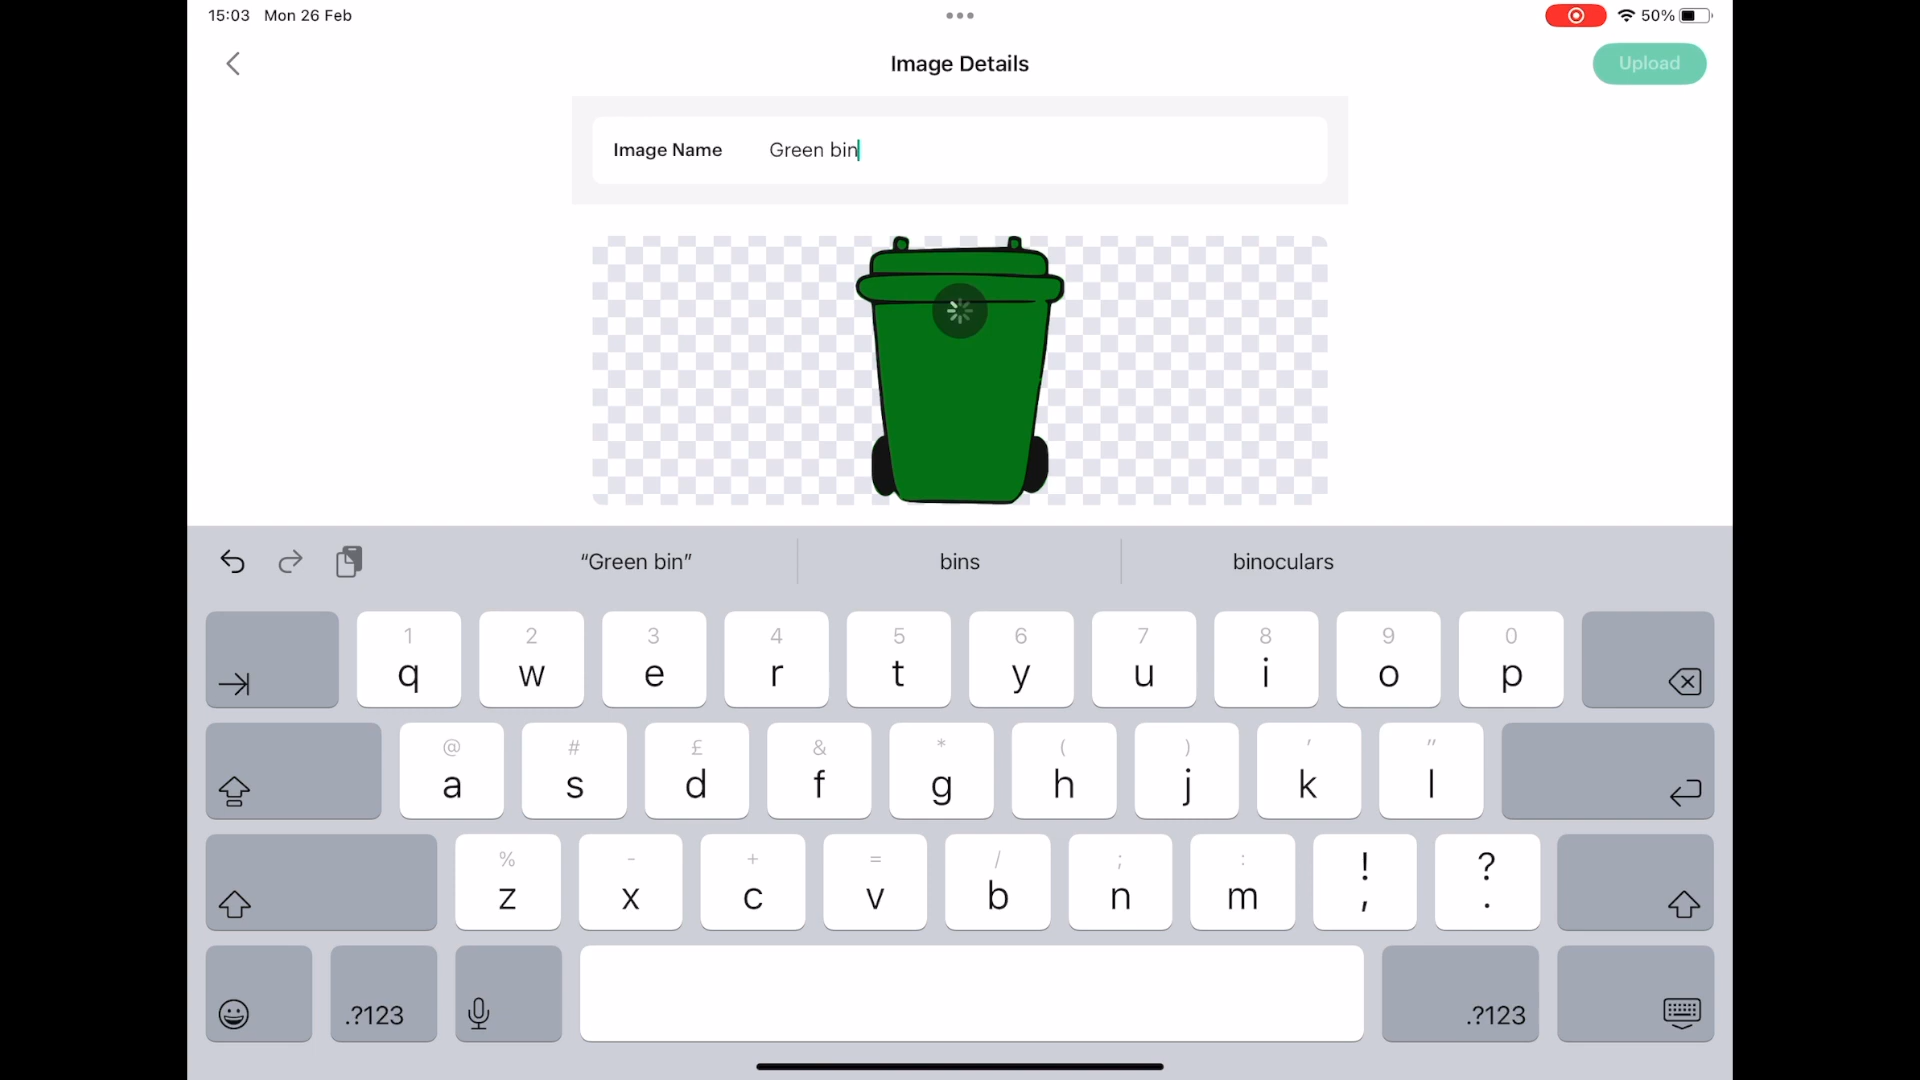 15:03 Mon 26 Feb
50%
Image Details
Upload
Image Name Green bin
“Green bin” bins binoculars
1 2 3 4 5 6 7 8 9 0
q w e r t y u i o p
@ # £ & * ( ) ' "
a s d f g h j k l
% - + = / ; : ! ?
z x c v b n m , .
.?123 .?123